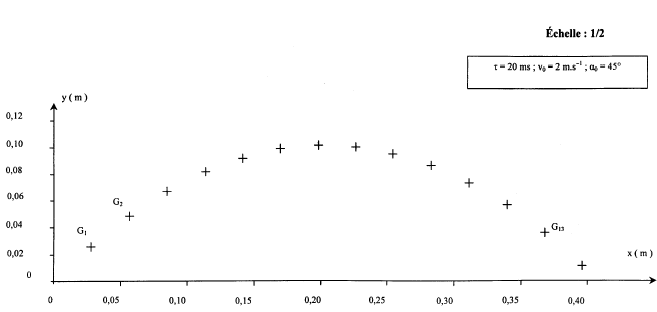 Échelle : 1/2
τ = 20 ms ; v₀ = 2 m.s⁻¹ ; α₀ = 45°
y ( m )
0,12
0,10
0,08
0,06
0,04
0,02
0
G₁
G₂
G₁₃
x ( m )
0 0,05 0,10 0,15 0,20 0,25 0,30 0,35 0,40